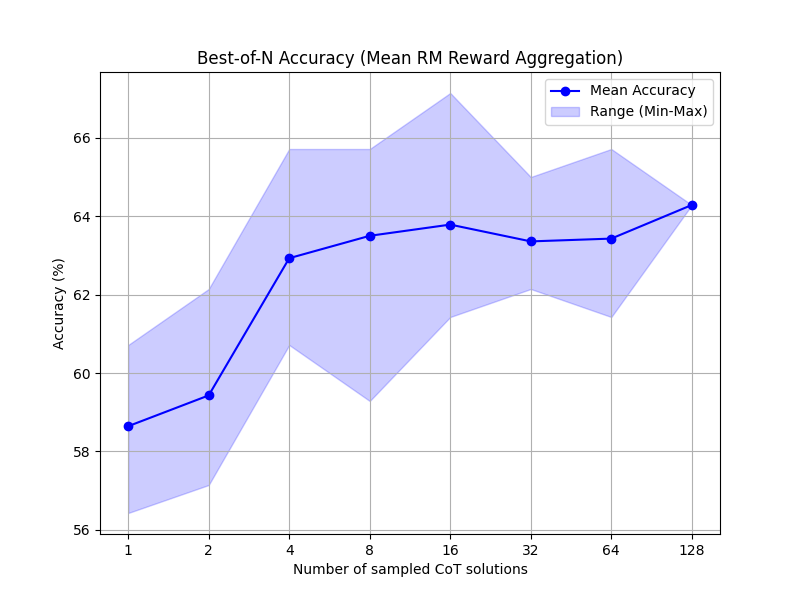 Best-of-N Accuracy (Mean RM Reward Aggregation)
Mean Accuracy
Range (Min-Max)
Accuracy (%)
66
64
62
60
58
56
1 2 4 8 16 32 64 128
Number of sampled CoT solutions